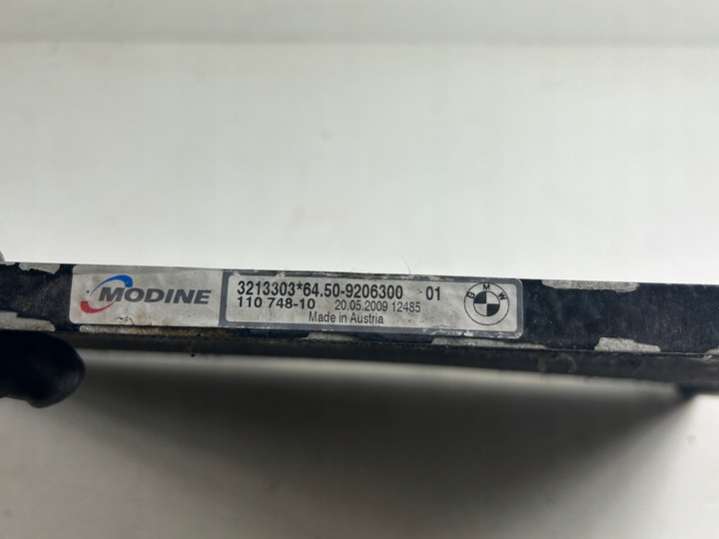 MODINE
3213303*64.50-9206300 01
110 748-10 20.05.2009 12485
Made in Austria
BMW